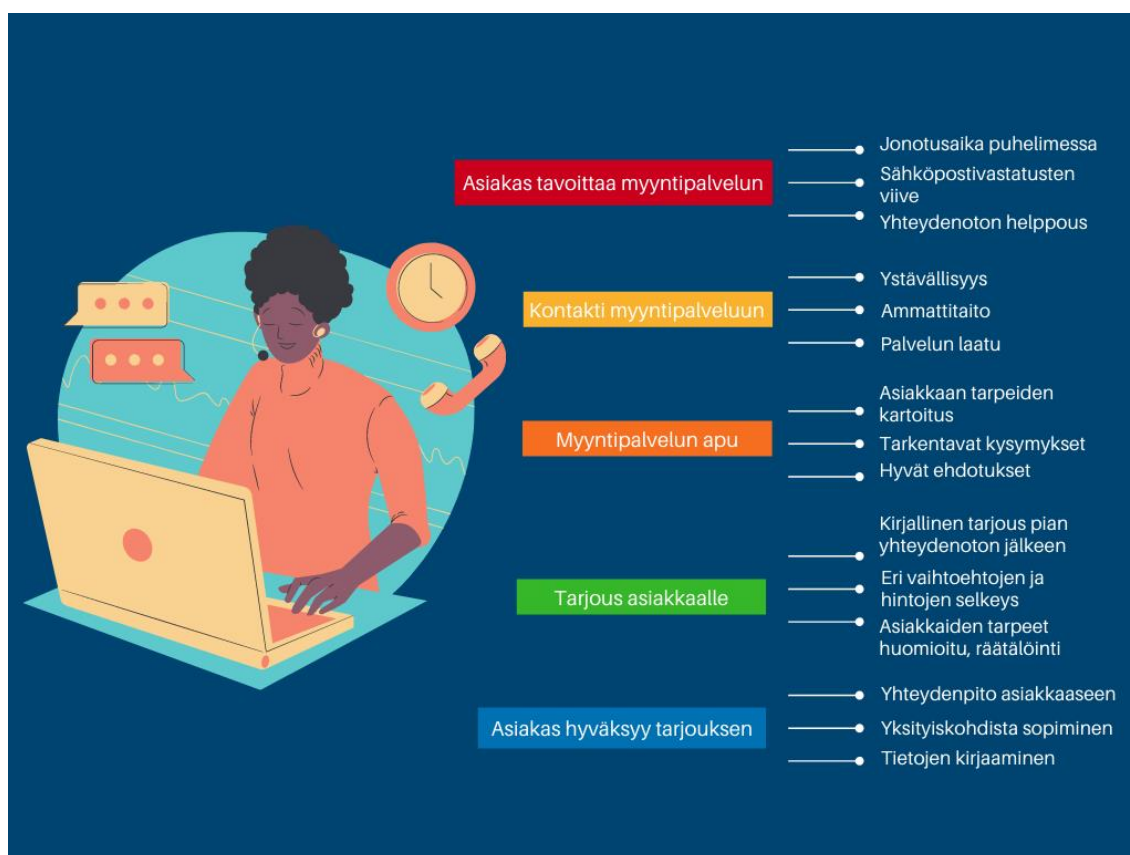 Asiakas tavoittaa myyntipalvelun
Jonotusaika puhelimessa
Sähköpostivastatusten
viive
Yhteydenoton helppous
Kontakti myyntipalveluun
Ystävällisyys
Ammattitaito
Palvelun laatu
Myyntipalvelun apu
Asiakkaan tarpeiden
kartoitus
Tarkentavat kysymykset
Hyvät ehdotukset
Tarjous asiakkaalle
Kirjallinen tarjous pian
yhteydenoton jälkeen
Eri vaihtoehtojen ja
hintojen selkeys
Asiakkaiden tarpeet
huomioitu, räätälöinti
Asiakas hyväksyy tarjouksen
Yhteydenpito asiakkaaseen
Yksityiskohdista sopiminen
Tietojen kirjaaminen